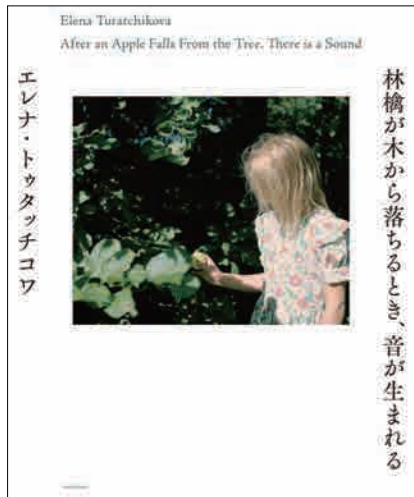 Elena Turatchikova
After an Apple Falls From the Tree, There is a Sound
林檎が木から落ちるとき、音が生まれる
エレナ・トゥタッチコワ